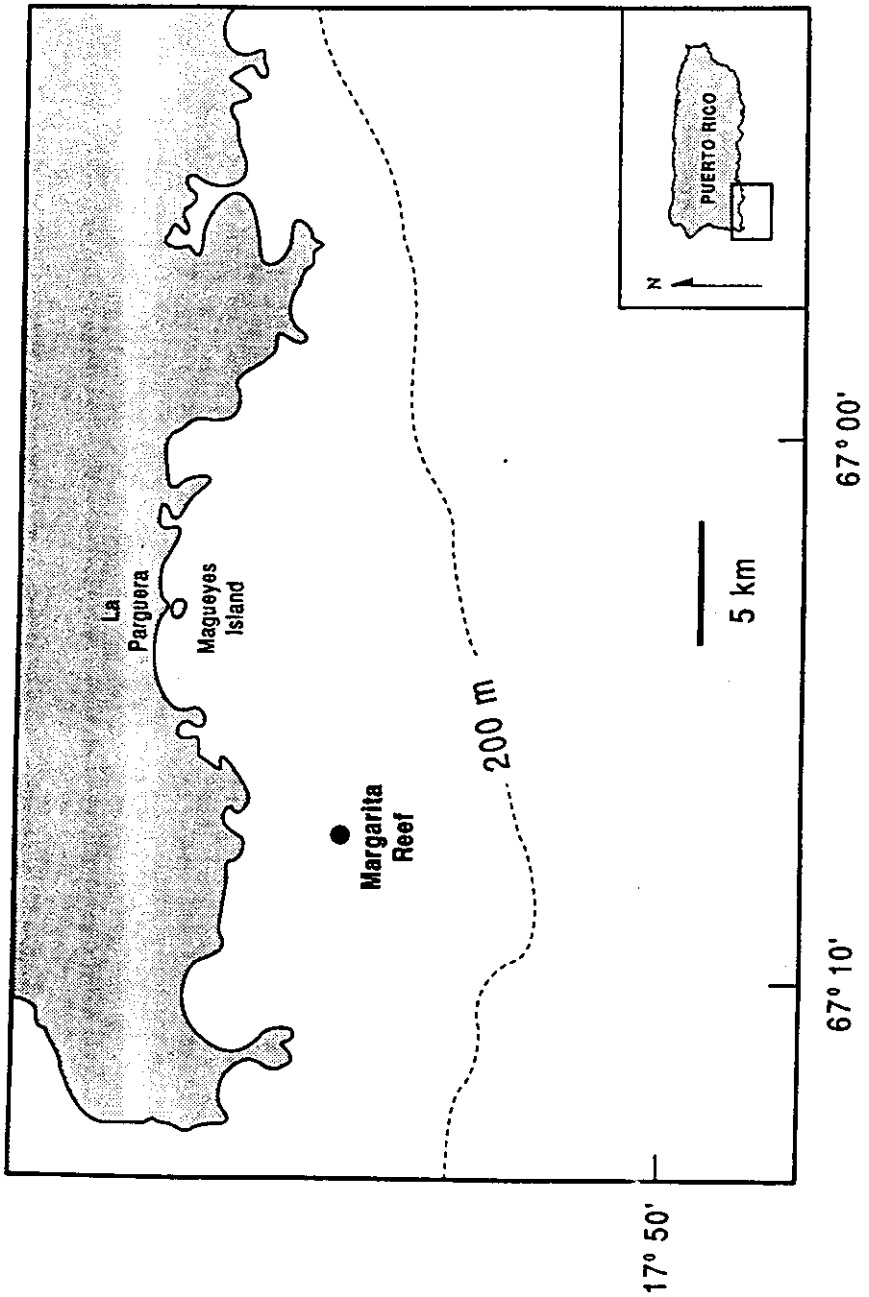 La
Parguera
Magueyes
Island
Margarita
Reef
200 m
N
PUERTO RICO
5 km
17° 50'
67° 10'
67° 00'